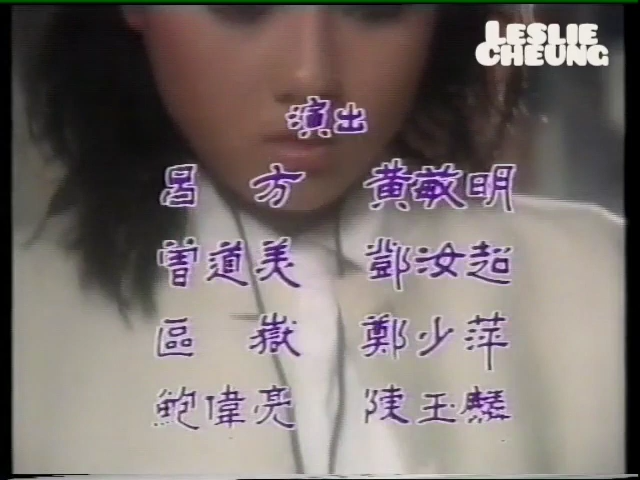 LESLIE
CHEUNG
演出
呂方 黃敏明
曾道美 鄧汝超
區嶽 鄭少萍
鮑偉亮 陳玉麟